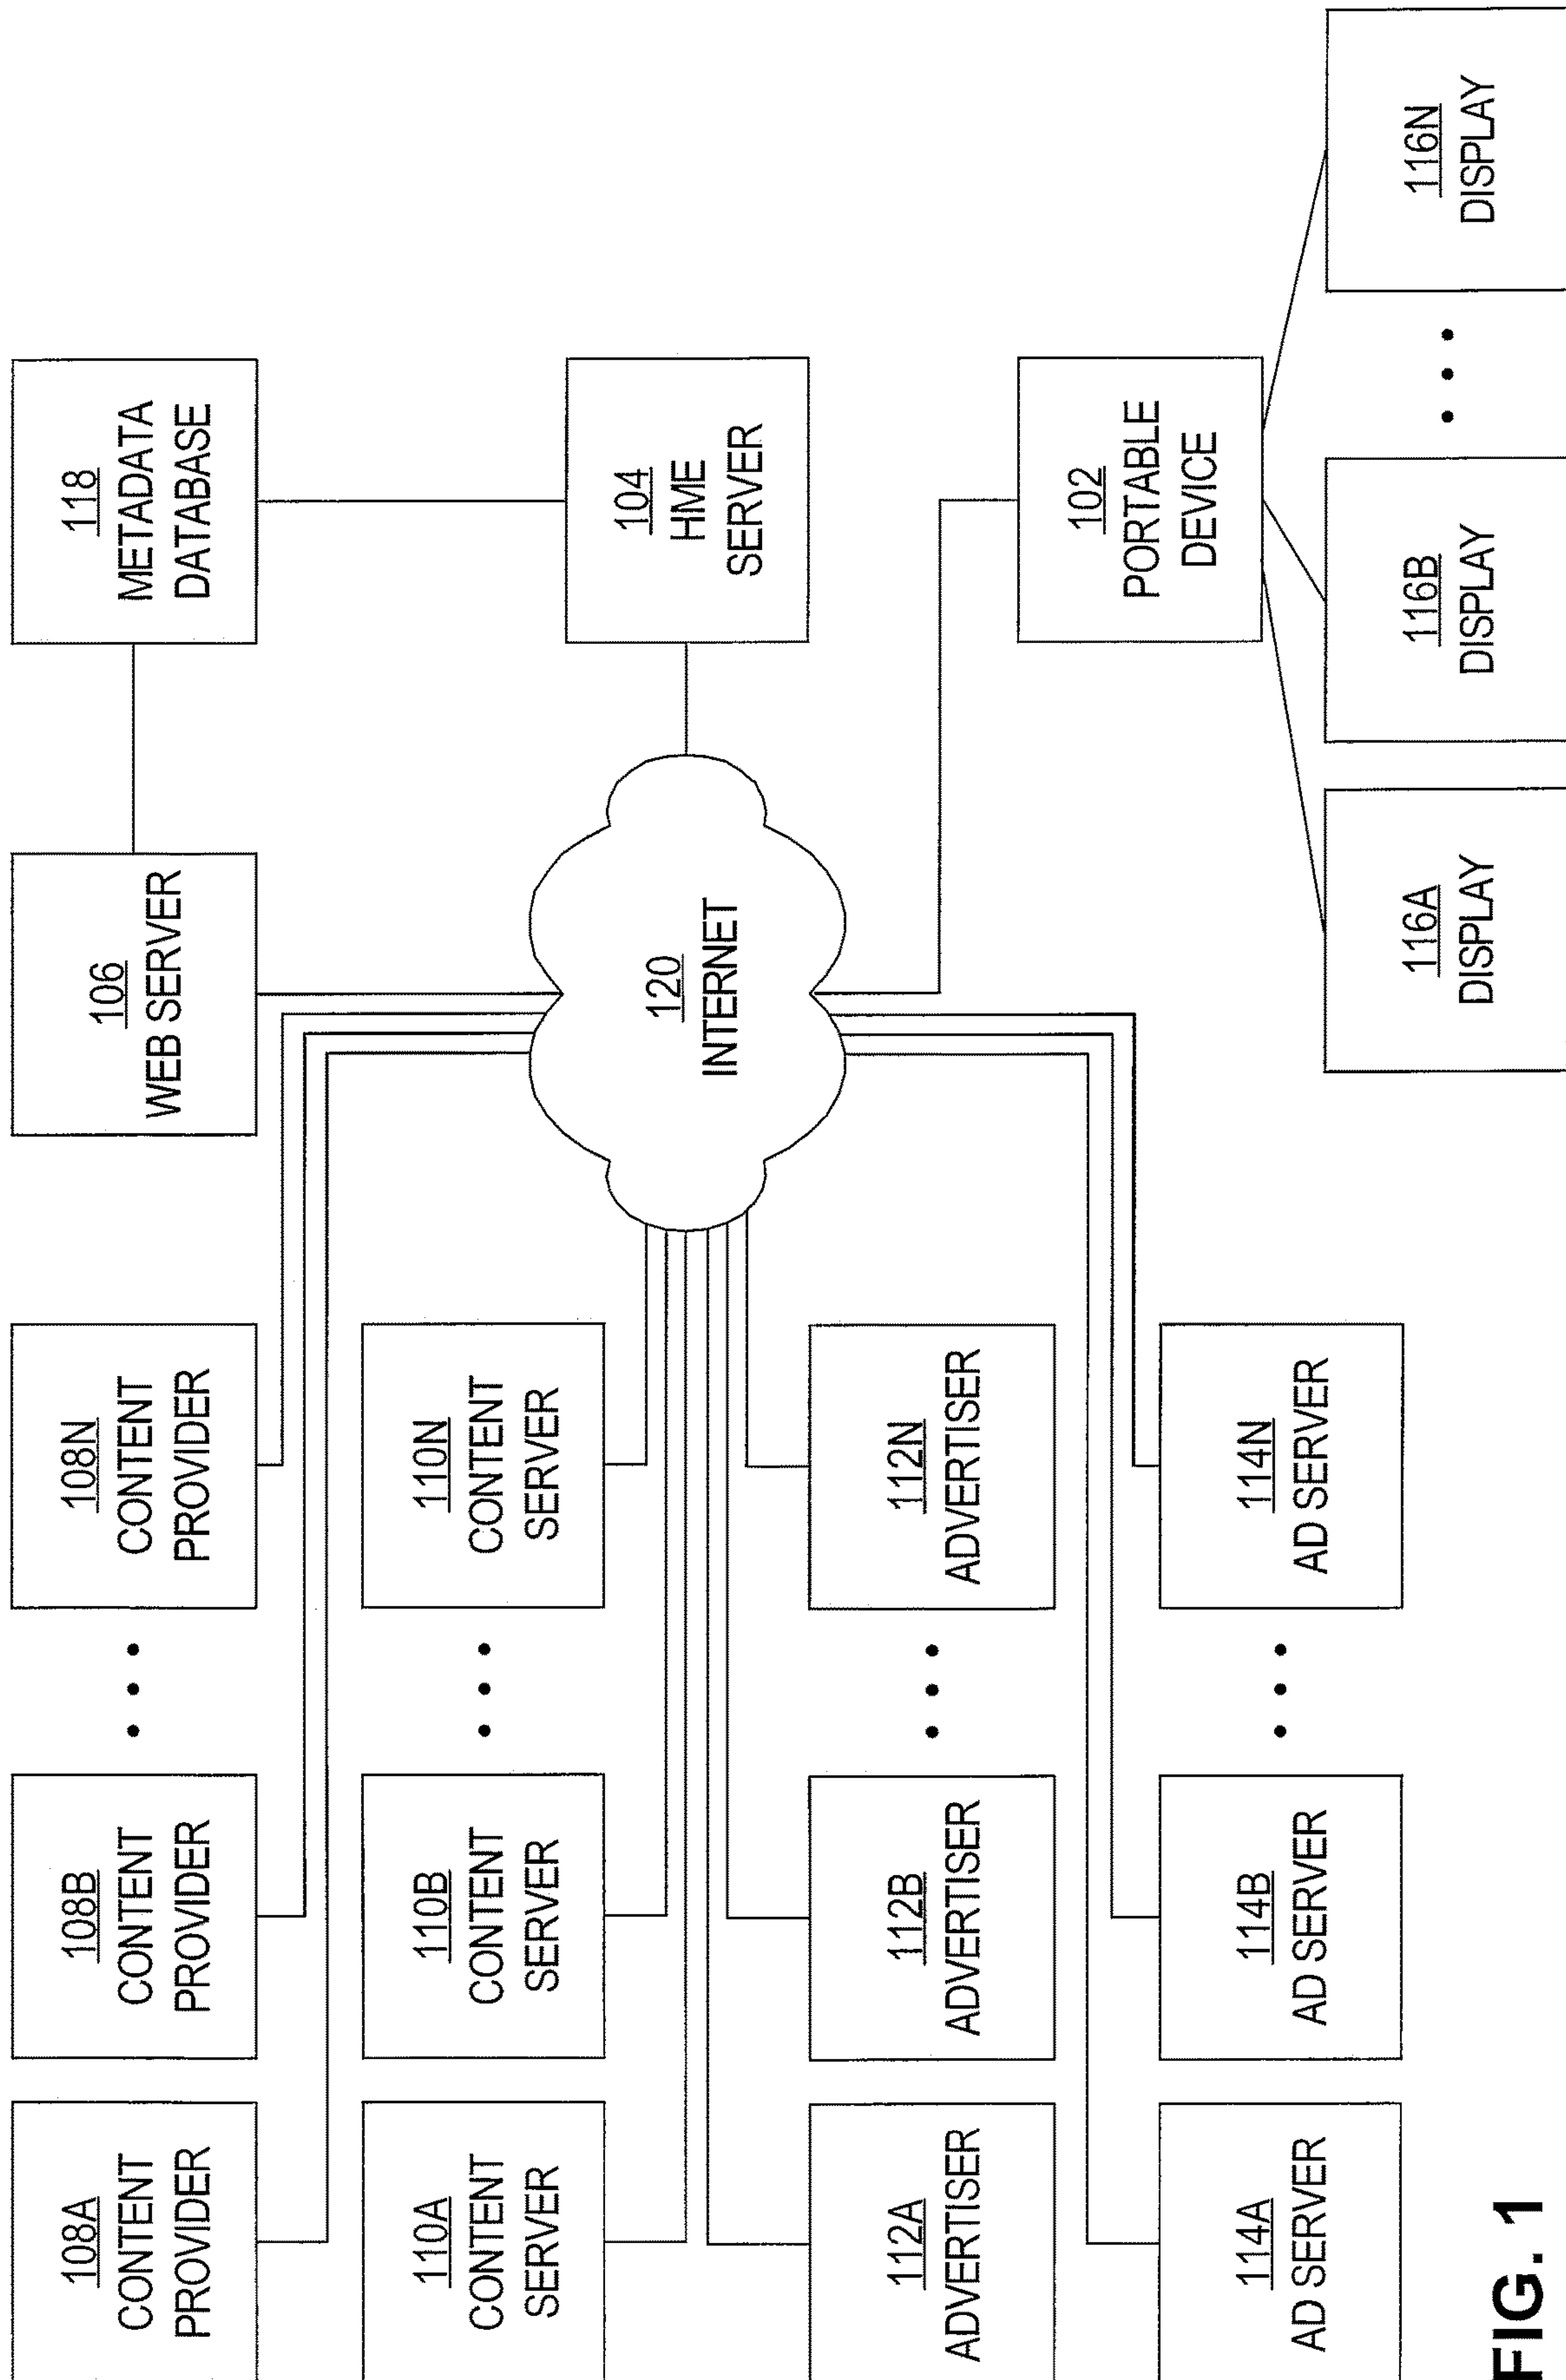 108A
CONTENT
PROVIDER
108B
CONTENT
PROVIDER
108N
CONTENT
PROVIDER
106
WEB SERVER
118
METADATA
DATABASE
110A
CONTENT
SERVER
110B
CONTENT
SERVER
110N
CONTENT
SERVER
120
INTERNET
104
HME
SERVER
112A
ADVERTISER
112B
ADVERTISER
112N
ADVERTISER
102
PORTABLE
DEVICE
114A
AD SERVER
114B
AD SERVER
114N
AD SERVER
116A
DISPLAY
116B
DISPLAY
116N
DISPLAY
FIG. 1